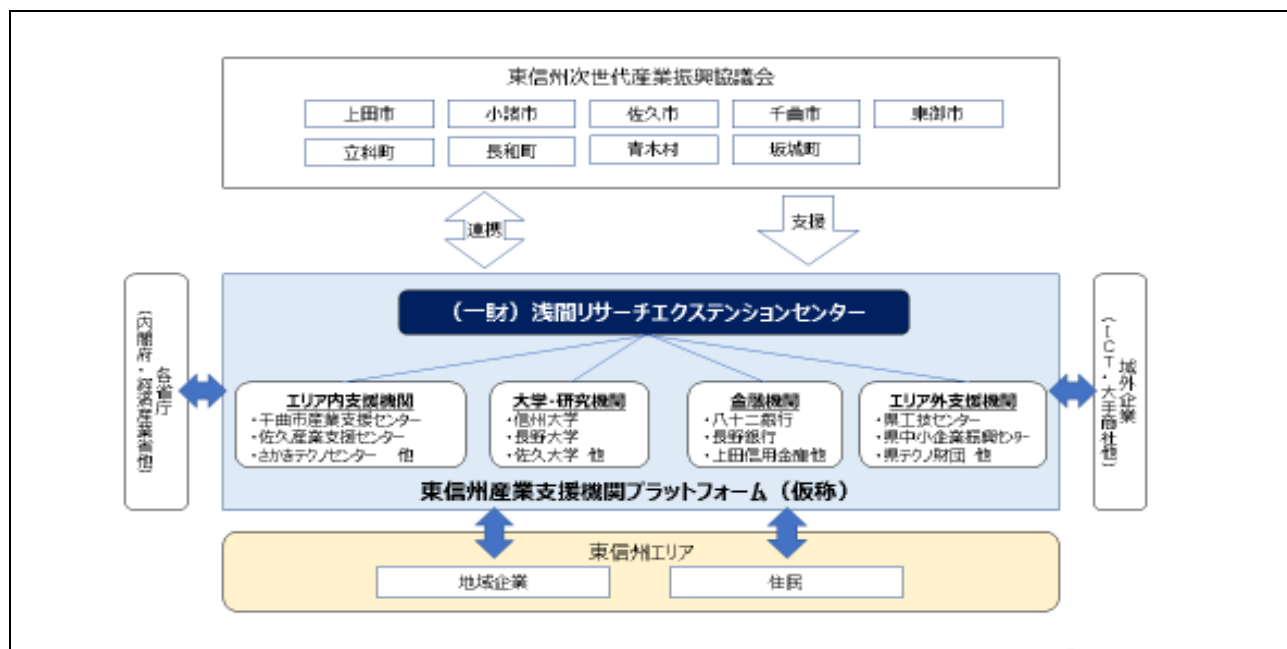 東信州次世代産業振興協議会
上田市
小諸市
佐久市
千曲市
東御市
立科町
長和町
青木村
坂城町
連携
支援
各省庁
(内閣府・経済産業省他)
(一財)浅間リサーチエクステンションセンター
エリア内支援機関
・千曲市産業支援センター
・佐久産業支援センター
・さかきテクノセンター 他
大学・研究機関
・信州大学
・長野大学
・佐久大学 他
金融機関
・八十二銀行
・長野銀行
・上田信用金庫他
エリア外支援機関
・県工技センター
・県中小企業振興センター
・県テクノ財団 他
東信州産業支援機関プラットフォーム(仮称)
域外企業
(ICT・大手商社他)
東信州エリア
地域企業
住民